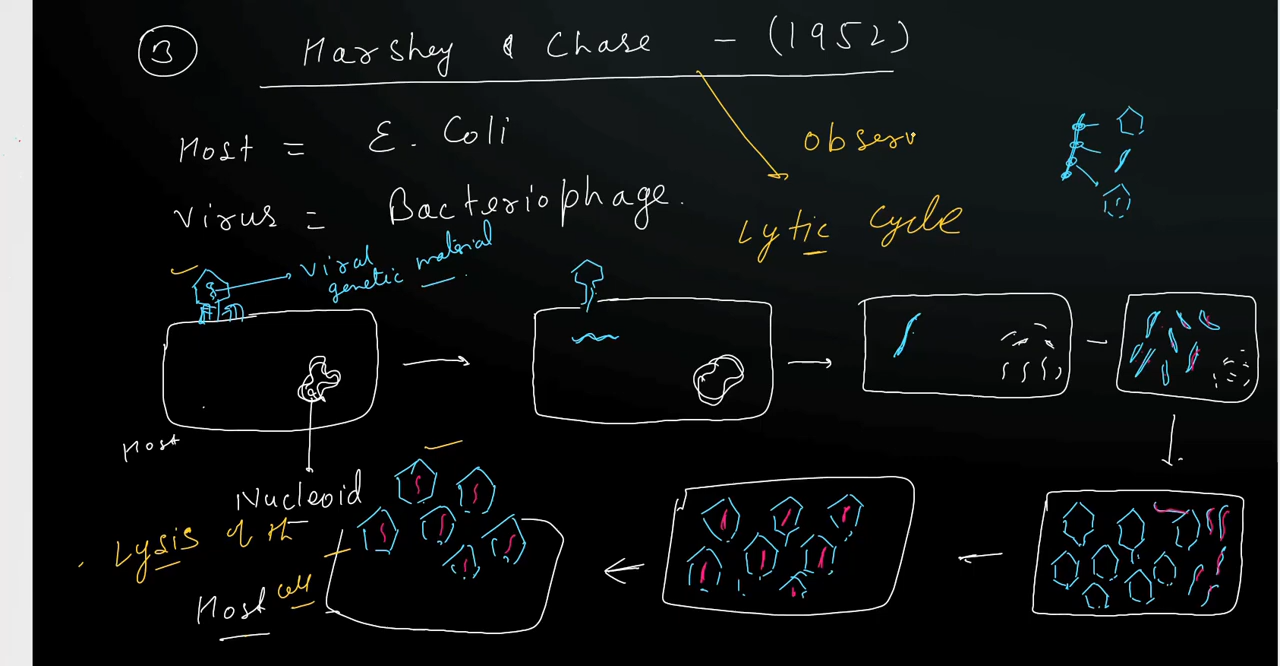 3 Harshey & Chase - (1952)
Host = E. Coli
Observ
Virus = Bacteriophage.
Lytic Cycle
Viral
genetic material
Host
Nucleoid
Lysis of th
Host cell